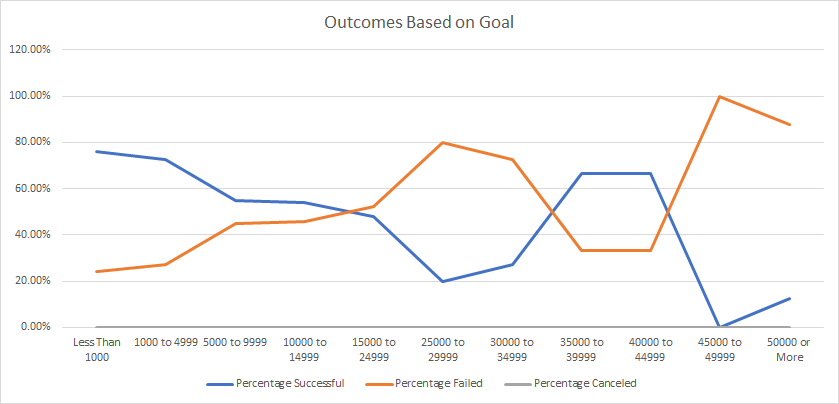 Outcomes Based on Goal
120.00%
100.00%
80.00%
60.00%
40.00%
20.00%
0.00%
Less Than 1000
1000 to 4999
5000 to 9999
10000 to 14999
15000 to 24999
25000 to 29999
30000 to 34999
35000 to 39999
40000 to 44999
45000 to 49999
50000 or More
Percentage Successful
Percentage Failed
Percentage Canceled